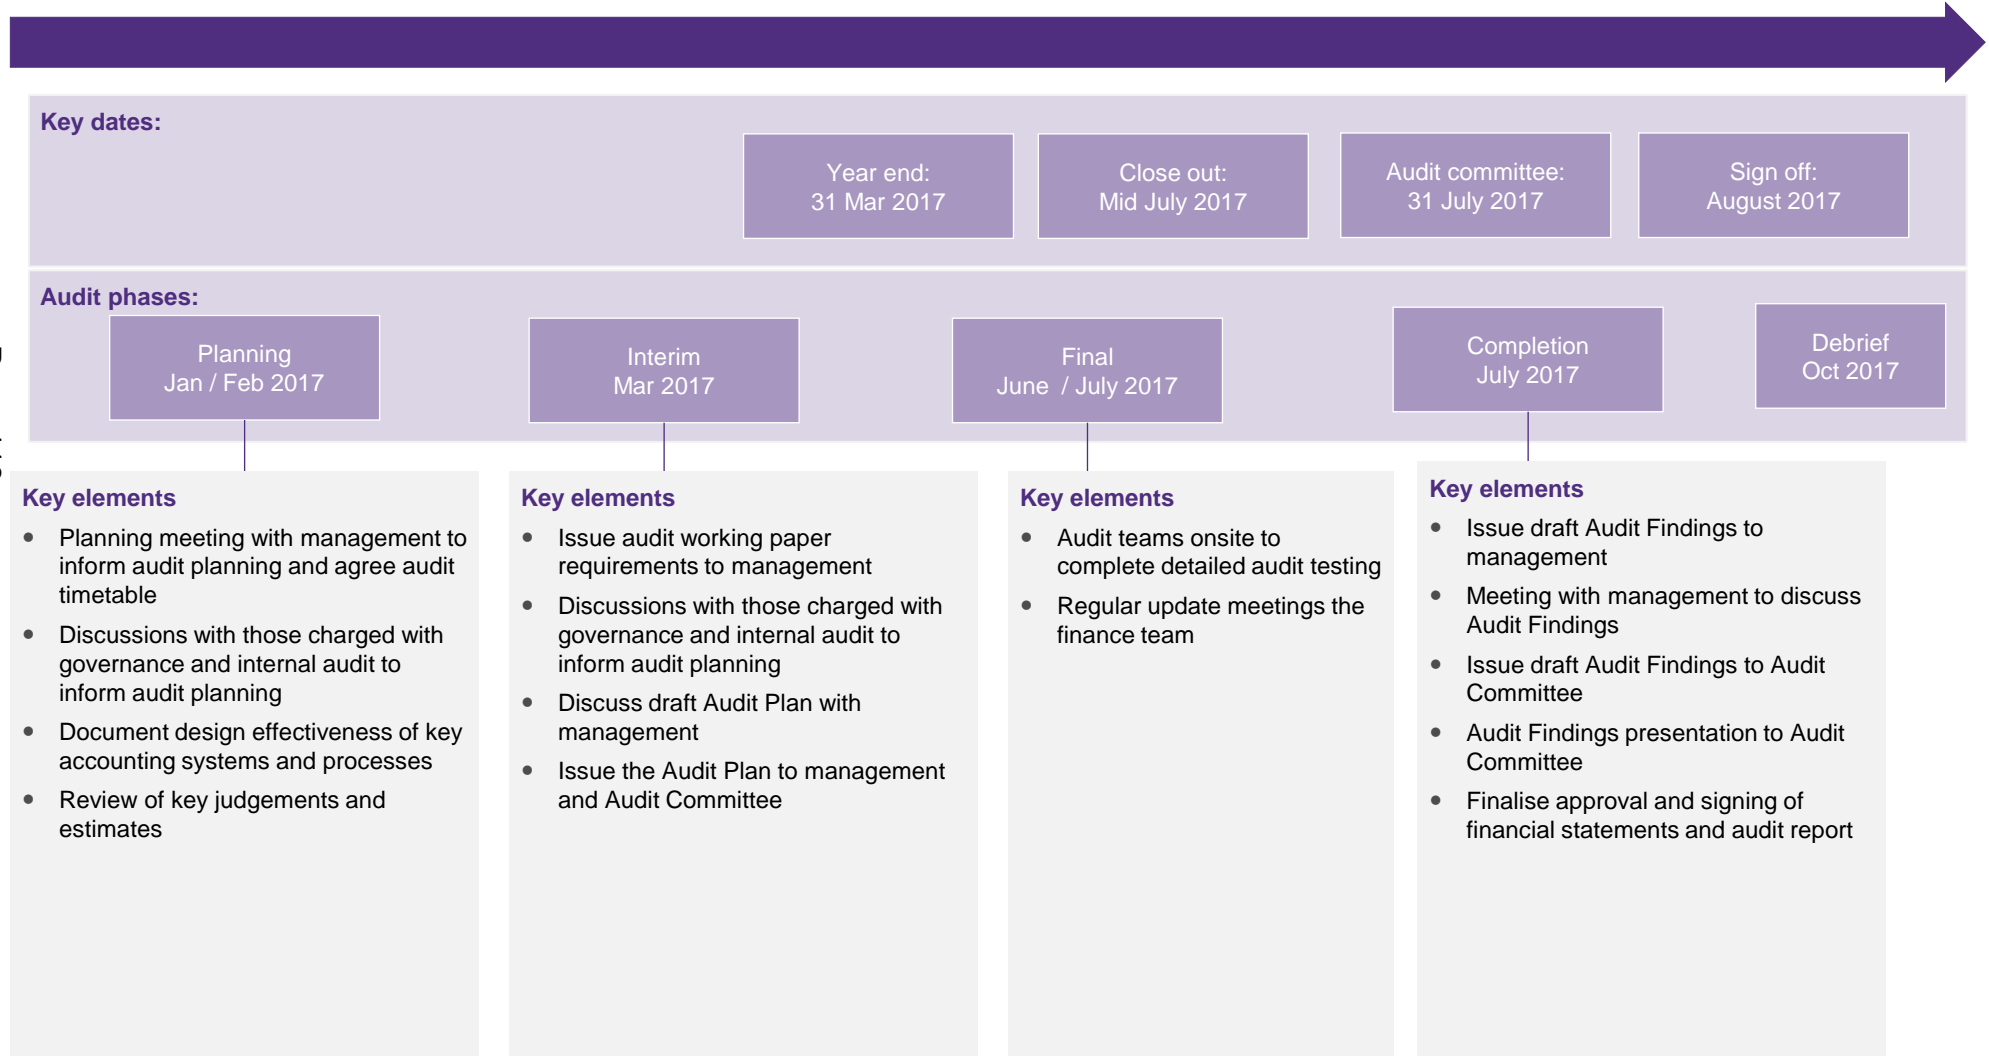 Key dates:
Year end:
31 Mar 2017
Close out:
Mid July 2017
Audit committee:
31 July 2017
Sign off:
August 2017
Audit phases:
Planning
Jan / Feb 2017
Interim
Mar 2017
Final
June / July 2017
Completion
July 2017
Debrief
Oct 2017
Key elements
• Planning meeting with management to
inform audit planning and agree audit
timetable
• Discussions with those charged with
governance and internal audit to
inform audit planning
• Document design effectiveness of key
accounting systems and processes
• Review of key judgements and
estimates
Key elements
• Issue audit working paper
requirements to management
• Discussions with those charged with
governance and internal audit to
inform audit planning
• Discuss draft Audit Plan with
management
• Issue the Audit Plan to management
and Audit Committee
Key elements
• Audit teams onsite to
complete detailed audit testing
• Regular update meetings the
finance team
Key elements
• Issue draft Audit Findings to
management
• Meeting with management to discuss
Audit Findings
• Issue draft Audit Findings to Audit
Committee
• Audit Findings presentation to Audit
Committee
• Finalise approval and signing of
financial statements and audit report